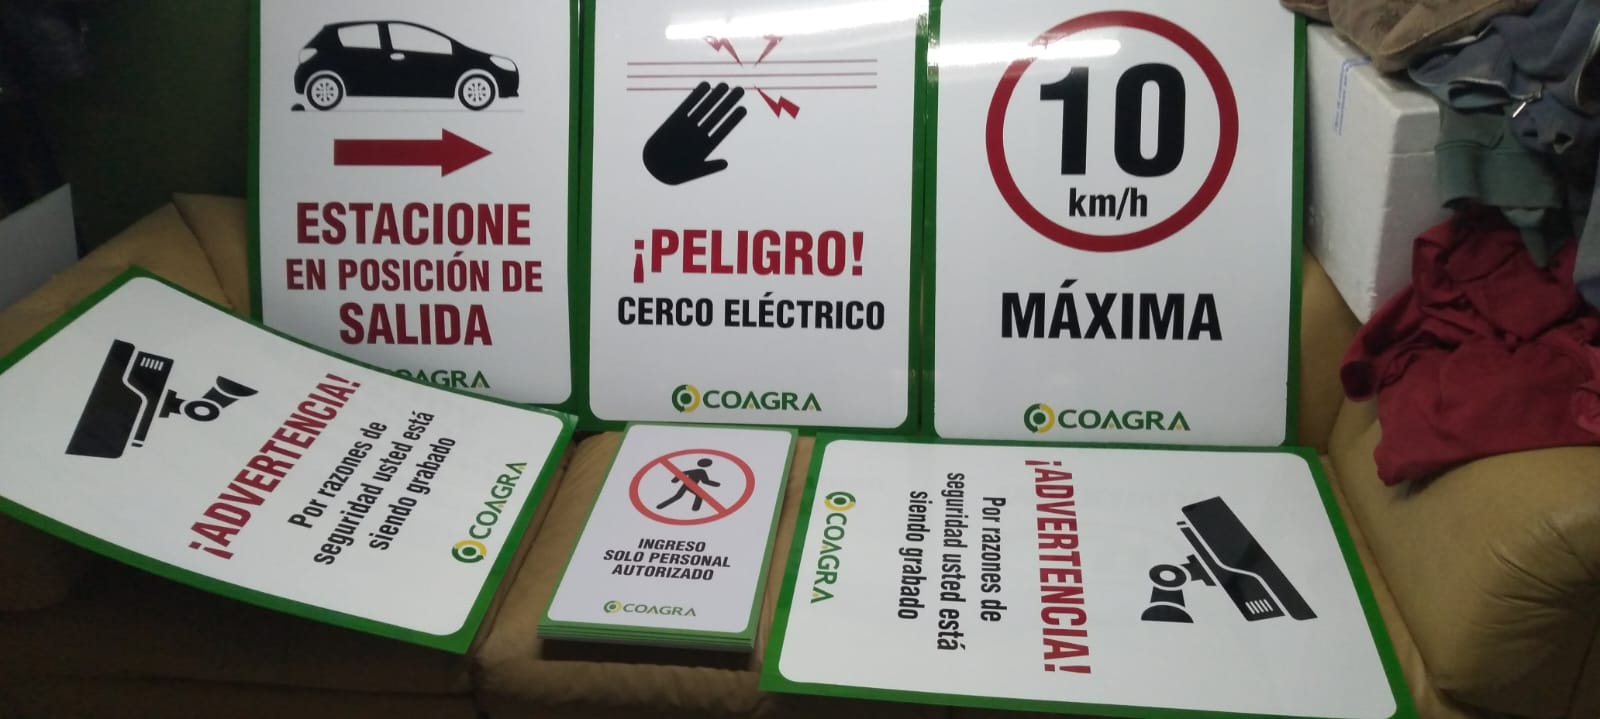 ESTACIONE
EN POSICIÓN DE
SALIDA
COAGRA
¡PELIGRO!
CERCO ELÉCTRICO
COAGRA
10
km/h
MÁXIMA
COAGRA
¡ADVERTENCIA!
Por razones de
seguridad usted está
siendo grabado
COAGRA
INGRESO
SOLO PERSONAL
AUTORIZADO
COAGRA
¡ADVERTENCIA!
Por razones de
seguridad usted está
siendo grabado
COAGRA